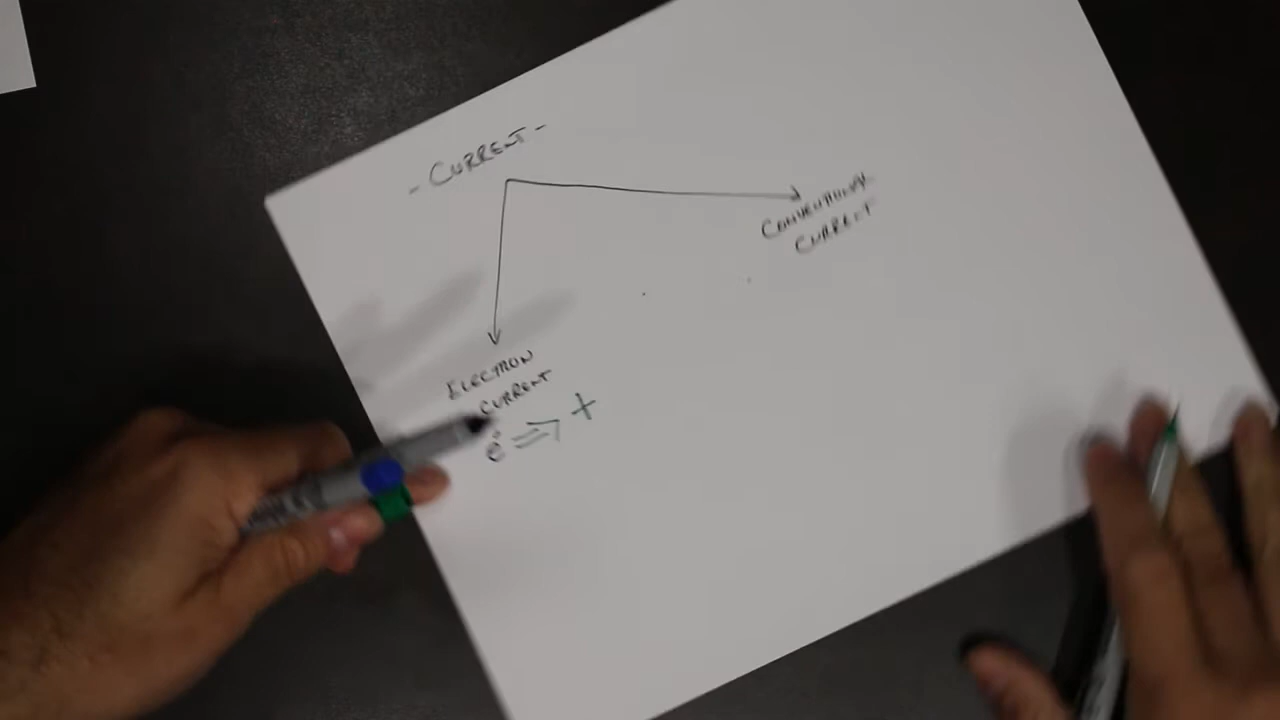 - CURRENT -
CONVENTIONAL
CURRENT
ELECTRON
CURRENT
e⁻ => +